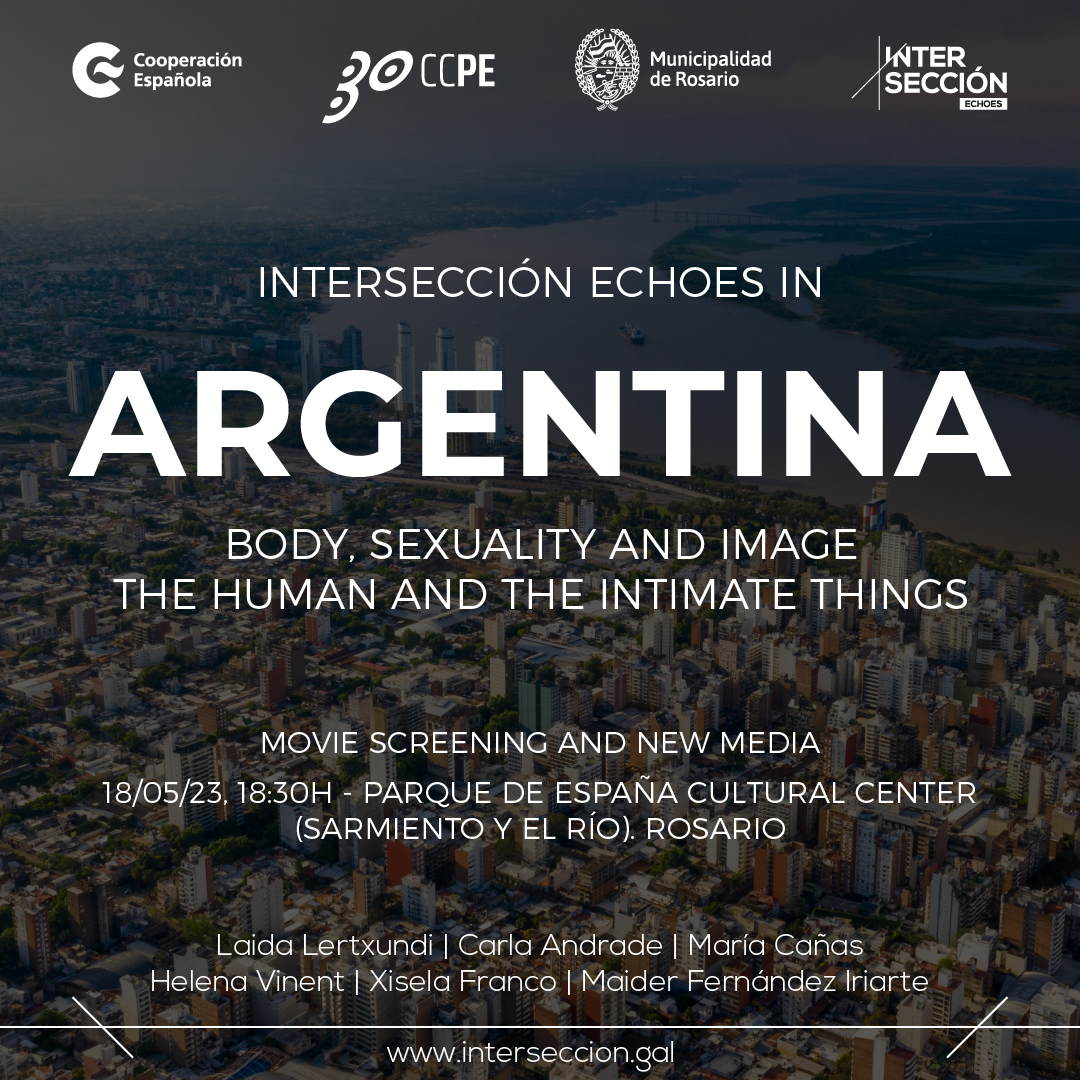 Cooperación
Española
30 CCPE
Municipalidad
de Rosario
INTER
SECCIÓN
ECHOES
INTERSECCIÓN ECHOES IN
ARGENTINA
BODY, SEXUALITY AND IMAGE
THE HUMAN AND THE INTIMATE THINGS
MOVIE SCREENING AND NEW MEDIA
18/05/23, 18:30H - PARQUE DE ESPAÑA CULTURAL CENTER
(SARMIENTO Y EL RÍO). ROSARIO
Laida Lertxundi | Carla Andrade | María Cañas
Helena Vinent | Xisela Franco | Maider Fernández Iriarte
www.interseccion.gal